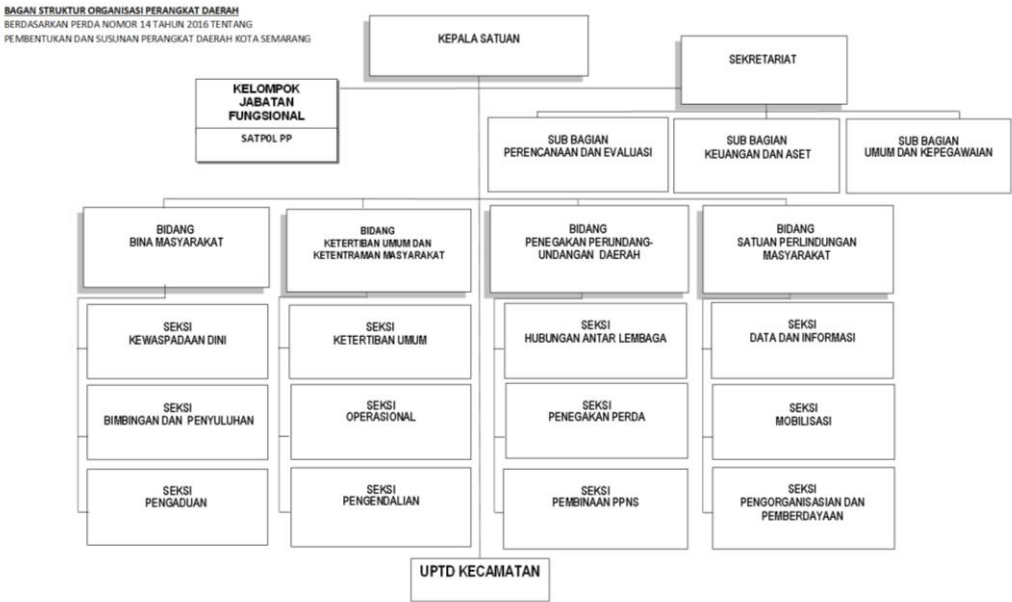 BAGAN STRUKTUR ORGANISASI PERANGKAT DAERAH
BERDASARKAN PERDA NOMOR 14 TAHUN 2016 TENTANG
PEMBENTUKAN DAN SUSUNAN PERANGKAT DAERAH KOTA SEMARANG
KEPALA SATUAN
SEKRETARIAT
KELOMPOK
JABATAN
FUNGSIONAL
SATPOL PP
SUB BAGIAN
PERENCANAAN DAN EVALUASI
SUB BAGIAN
KEUANGAN DAN ASET
SUB BAGIAN
UMUM DAN KEPEGAWAIAN
BIDANG
BINA MASYARAKAT
BIDANG
KETERTIBAN UMUM DAN
KETENTRAMAN MASYARAKAT
BIDANG
PENEGAKAN PERUNDANG-
UNDANGAN DAERAH
BIDANG
SATUAN PERLINDUNGAN
MASYARAKAT
SEKSI
KEWASPADAAN DINI
SEKSI
KETERTIBAN UMUM
SEKSI
HUBUNGAN ANTAR LEMBAGA
SEKSI
DATA DAN INFORMASI
SEKSI
BIMBINGAN DAN PENYULUHAN
SEKSI
OPERASIONAL
SEKSI
PENEGAKAN PERDA
SEKSI
MOBILISASI
SEKSI
PENGADUAN
SEKSI
PENGENDALIAN
SEKSI
PEMBINAAN PPNS
SEKSI
PENGORGANISASIAN DAN
PEMBERDAYAAN
UPTD KECAMATAN